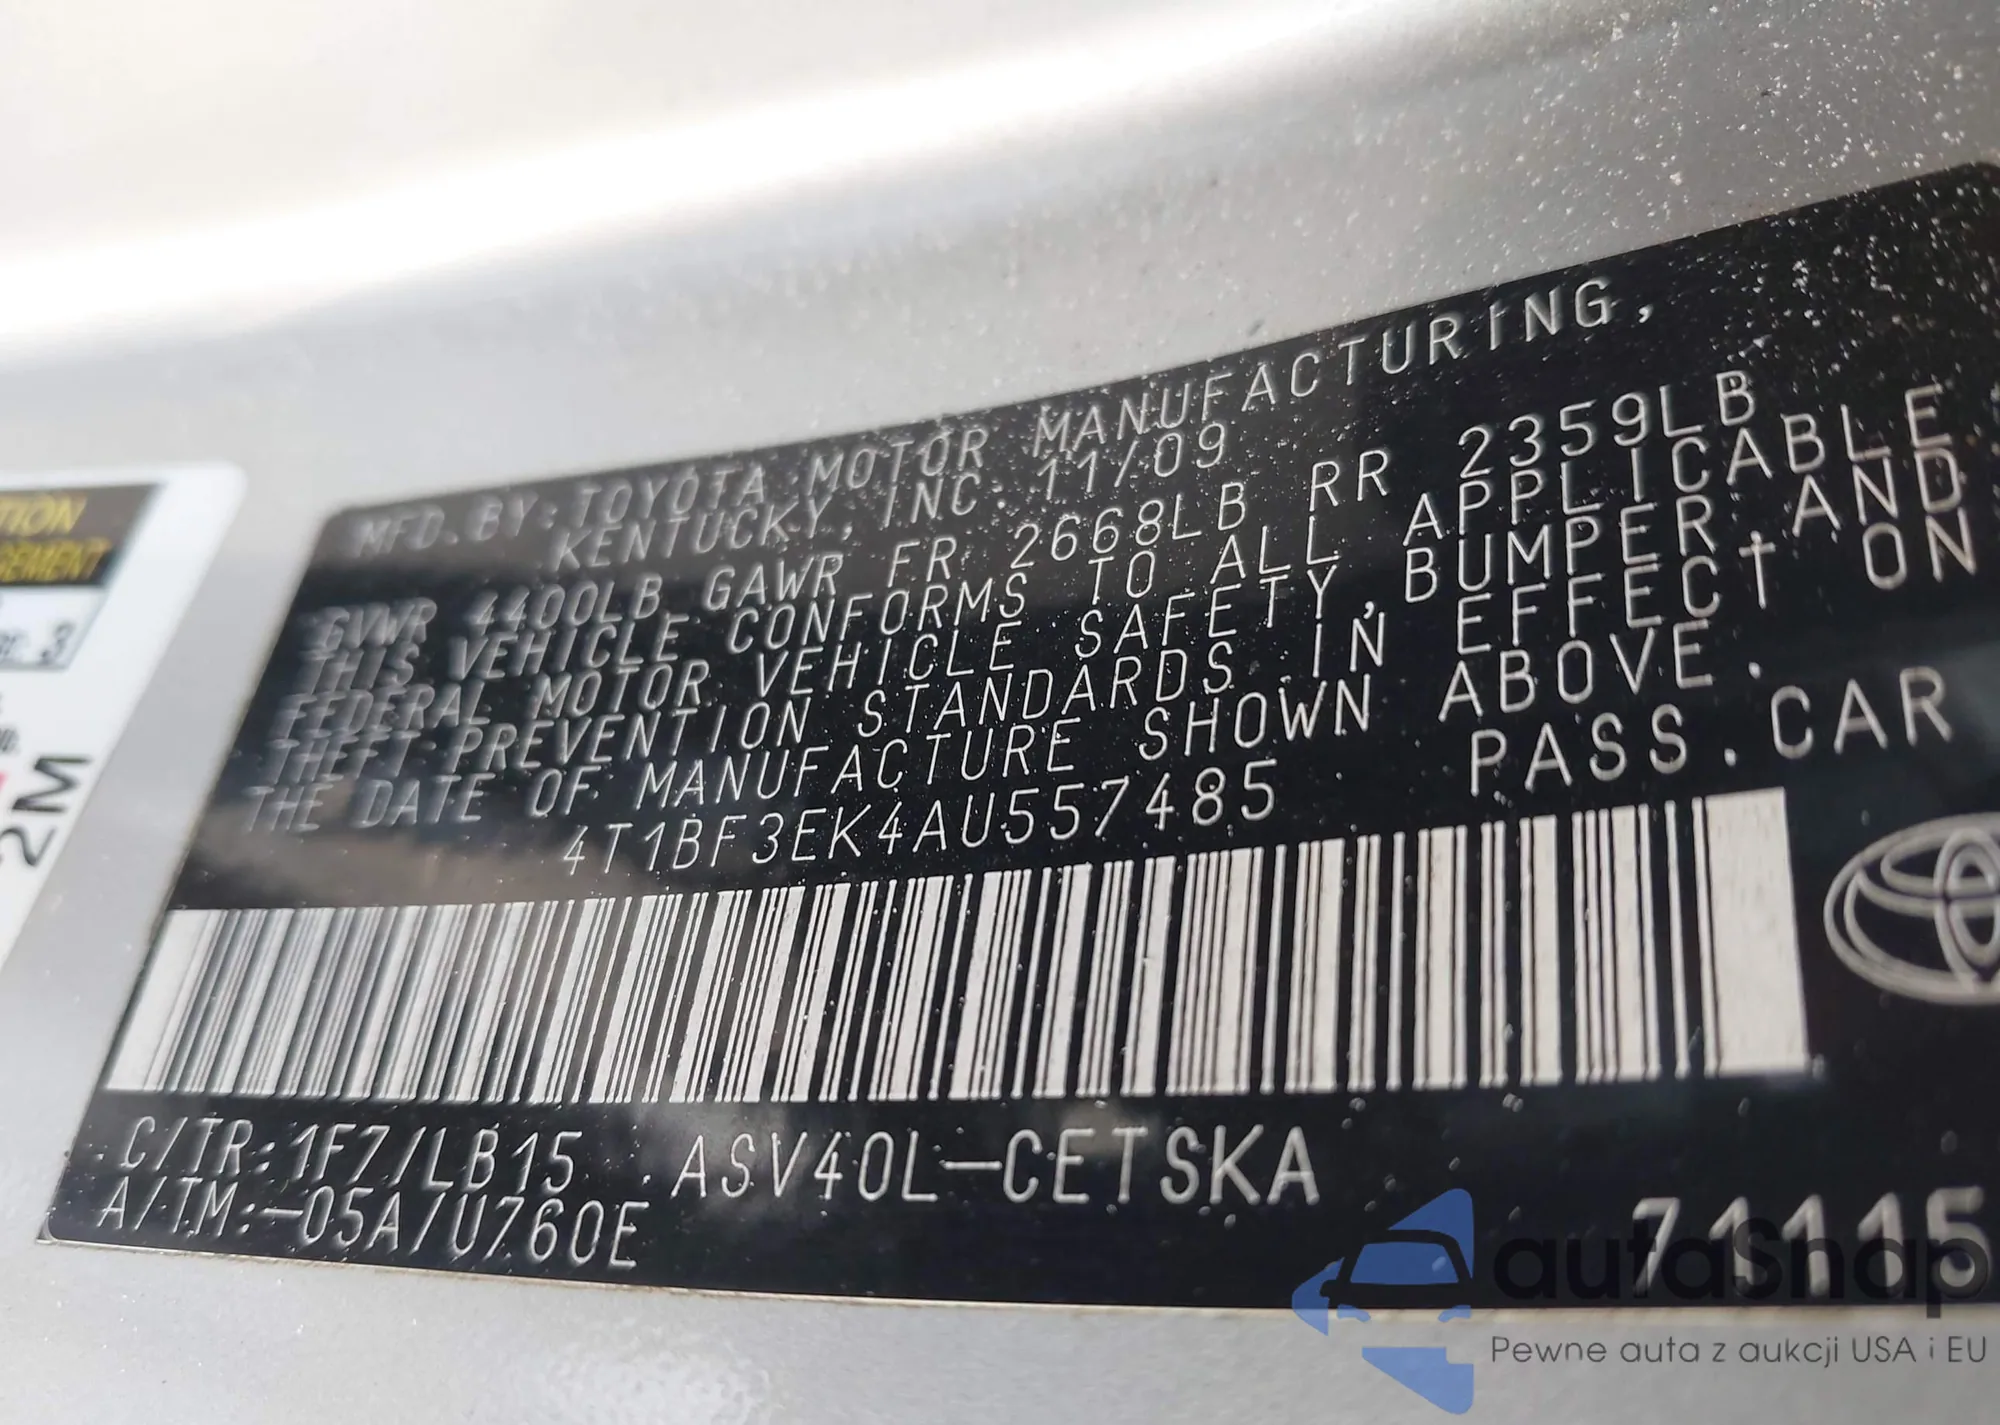 MFD.BY:TOYOTA MOTOR MANUFACTURING,
KENTUCKY, INC. 11/09
GVWR 4400LB GAWR FR 2668LB RR 2359LB
THIS VEHICLE CONFORMS TO ALL APPLICABLE
FEDERAL MOTOR VEHICLE SAFETY, BUMPER AND
THEFT PREVENTION STANDARDS IN EFFECT ON
THE DATE OF MANUFACTURE SHOWN ABOVE.
4T1BF3EK4AU557485 PASS.CAR
C/TR:1F7/LB15 ASV40L-CETSKA
A/TM:-05A/U760E
71115
3
2M
autaSnap
Pewne auta z aukcji USA i EU